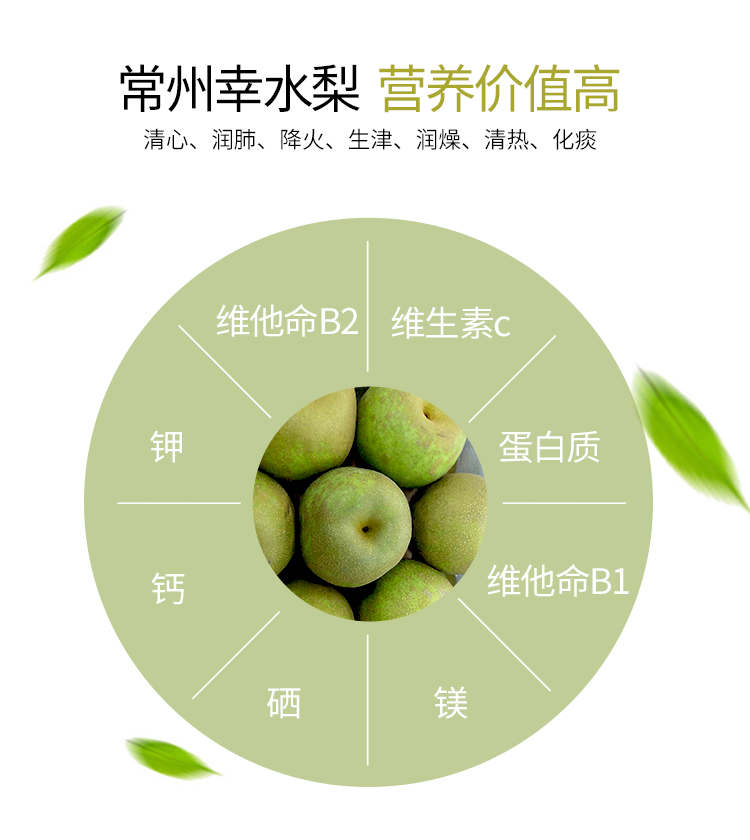 常州幸水梨 营养价值高
清心、润肺、降火、生津、润燥、清热、化痰
维他命B2
维生素c
钾
蛋白质
钙
维他命B1
硒
镁